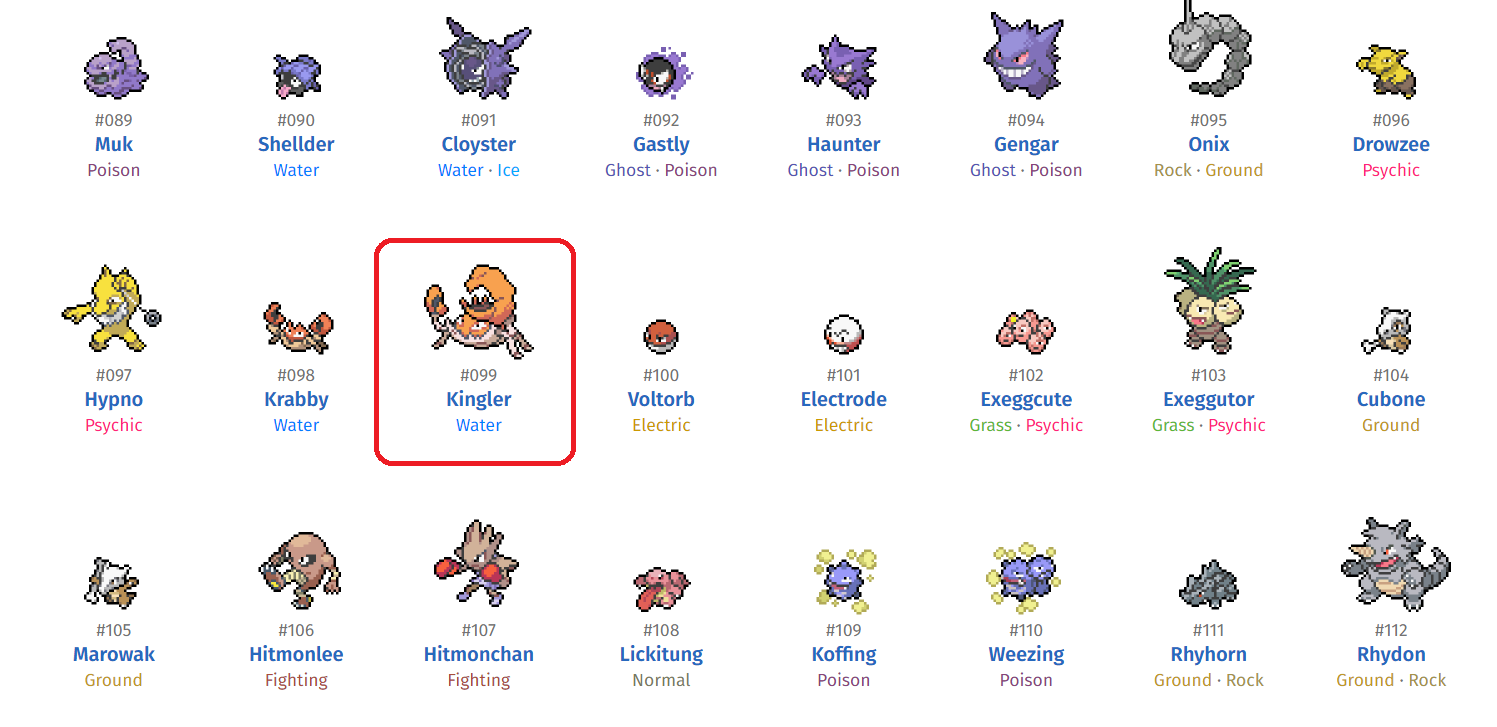 #089 #090 #091 #092 #093 #094 #095 #096
Muk Shellder Cloyster Gastly Haunter Gengar Onix Drowzee
Poison Water Water · Ice Ghost · Poison Ghost · Poison Ghost · Poison Rock · Ground Psychic
#097 #098 #099 #100 #101 #102 #103 #104
Hypno Krabby Kingler Voltorb Electrode Exeggcute Exeggutor Cubone
Psychic Water Water Electric Electric Grass · Psychic Grass · Psychic Ground
#105 #106 #107 #108 #109 #110 #111 #112
Marowak Hitmonlee Hitmonchan Lickitung Koffing Weezing Rhyhorn Rhydon
Ground Fighting Fighting Normal Poison Poison Ground · Rock Ground · Rock